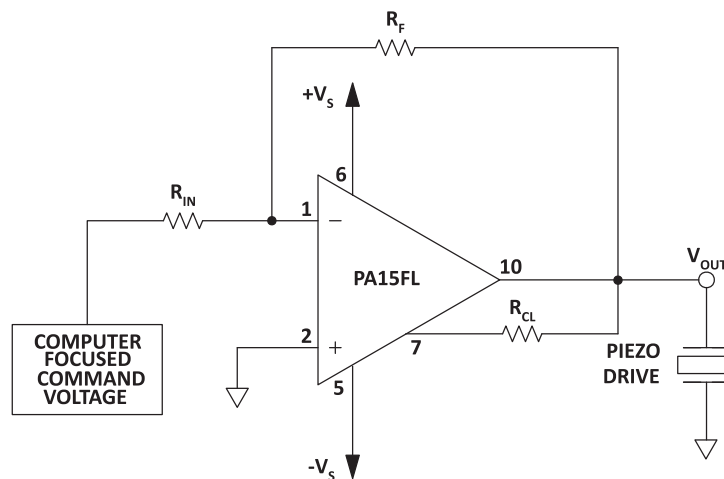 R_F
+V_S
6
R_IN
1
−
PA15FL
10
V_OUT
R_CL
2
+
7
5
COMPUTER
FOCUSED
COMMAND
VOLTAGE
PIEZO
DRIVE
-V_S